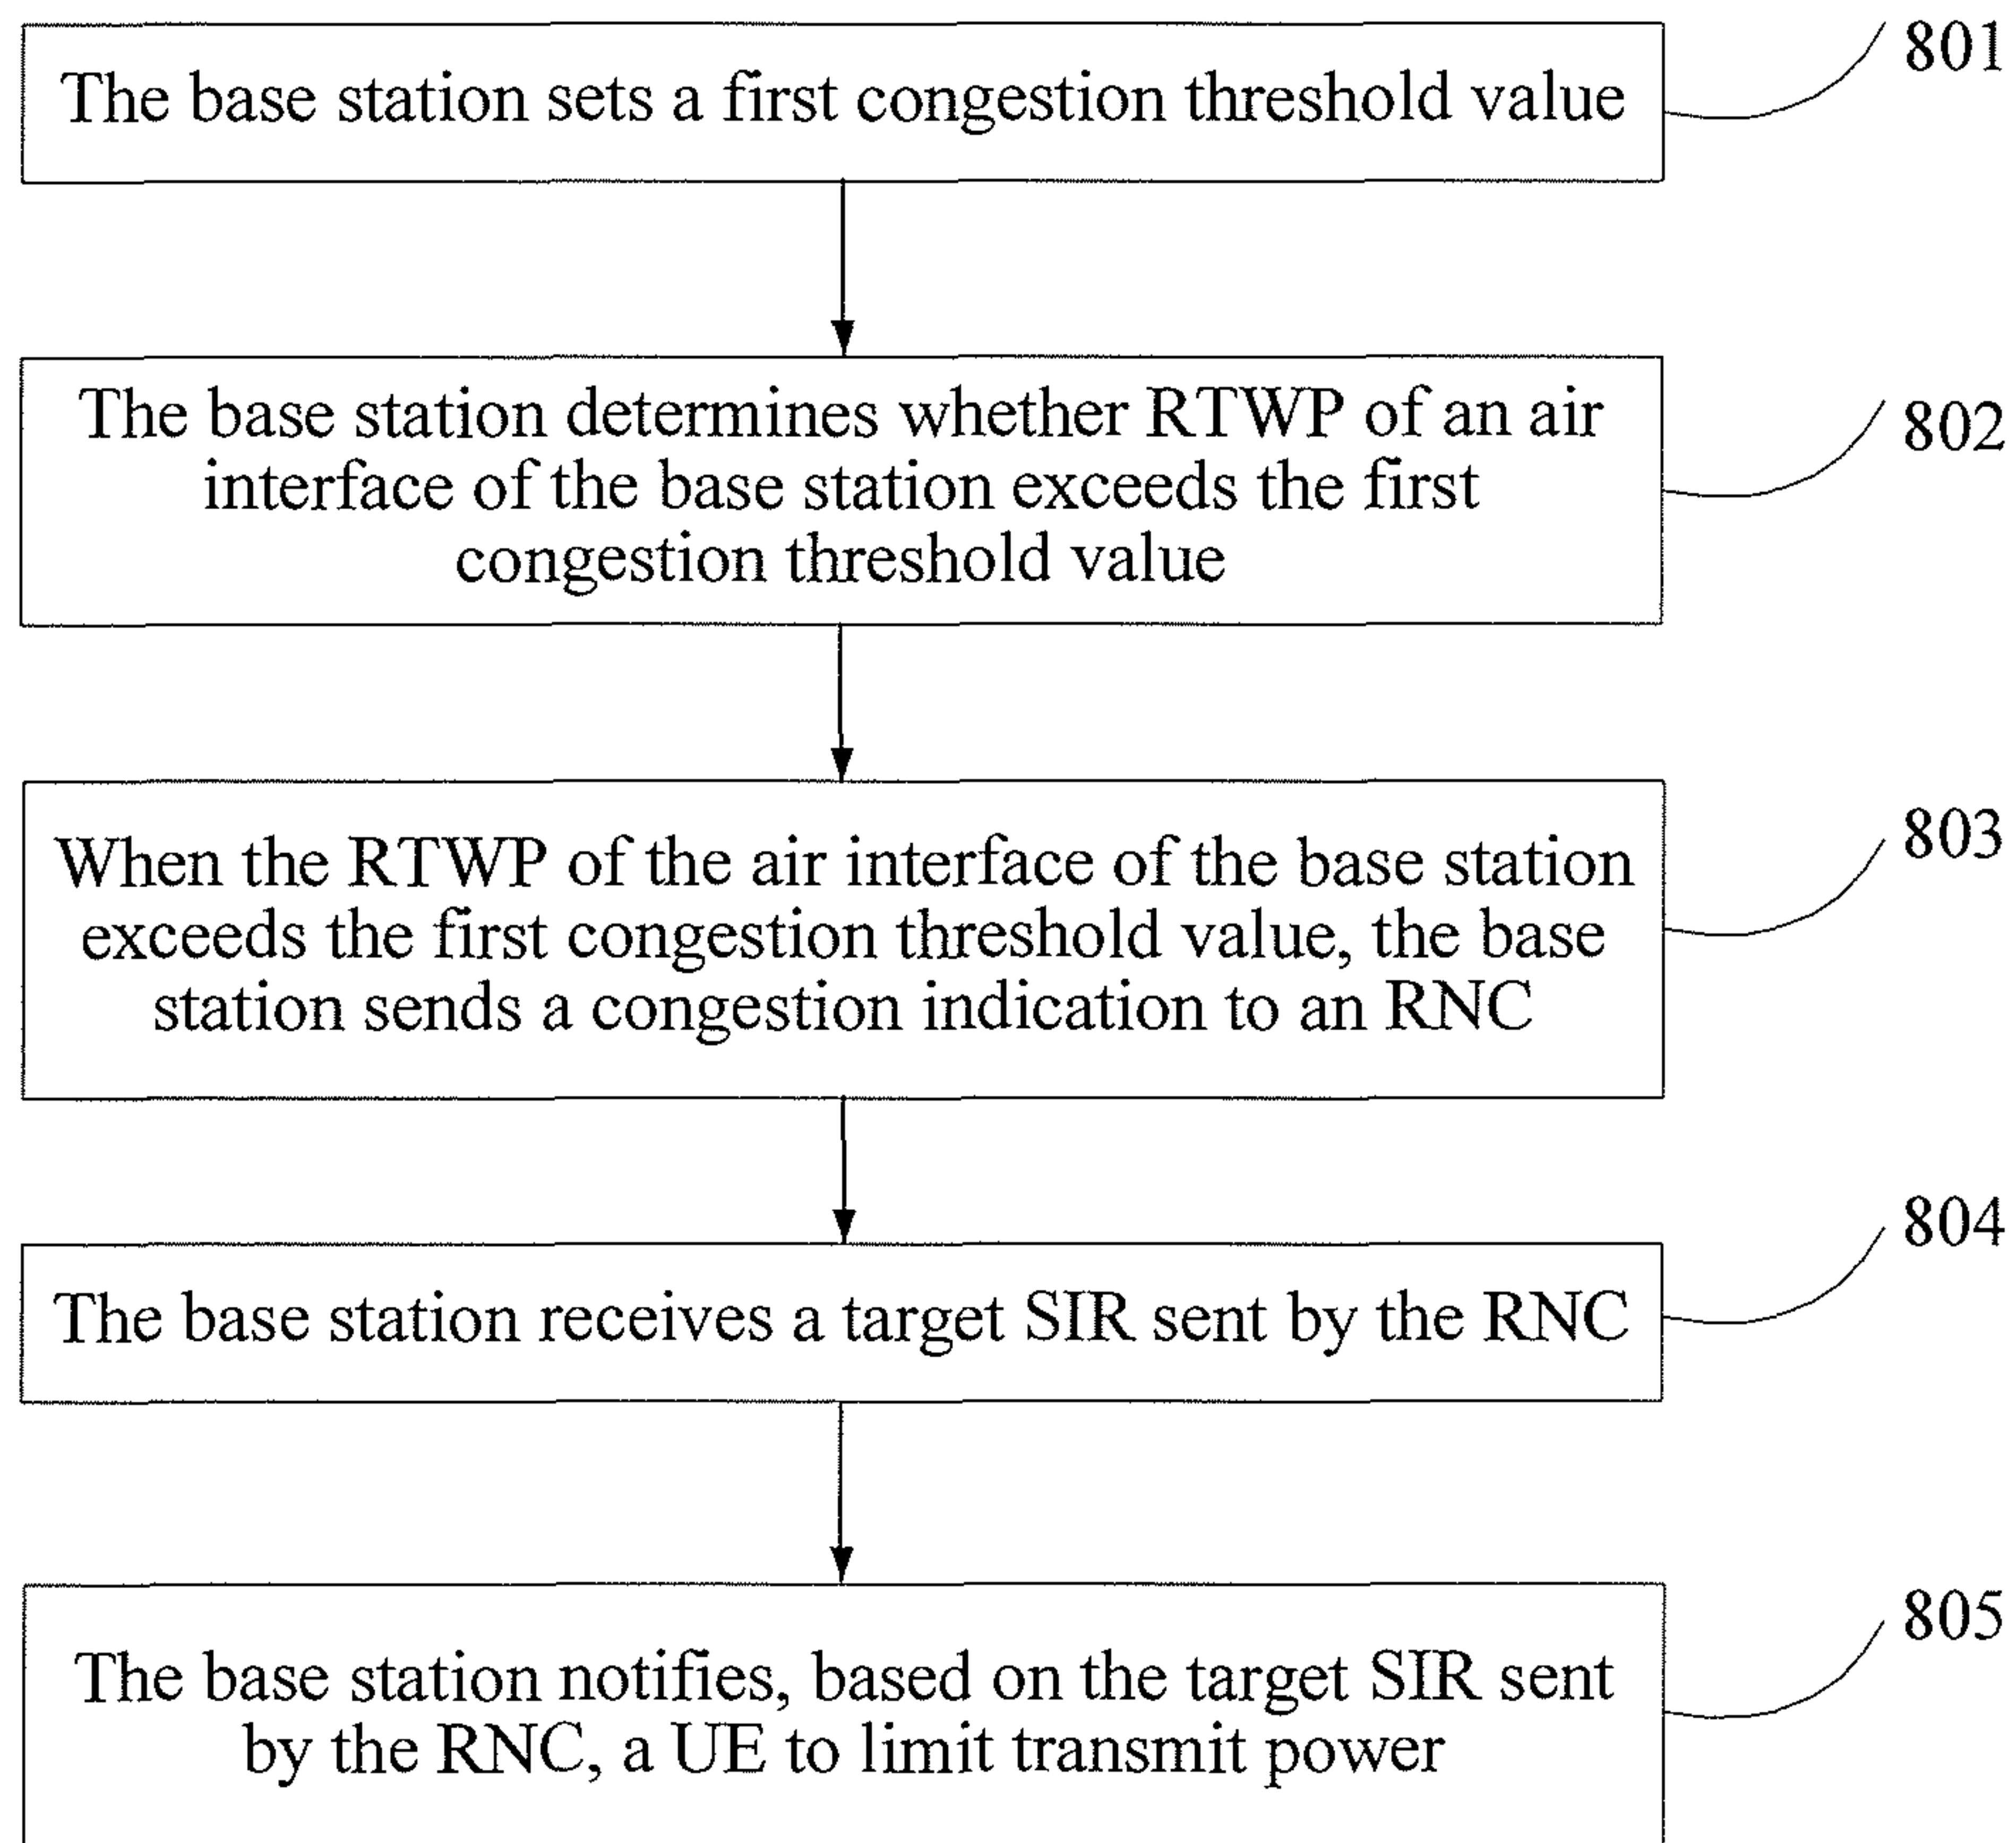 The base station sets a first congestion threshold value
801
The base station determines whether RTWP of an air
interface of the base station exceeds the first
congestion threshold value
802
When the RTWP of the air interface of the base station
exceeds the first congestion threshold value, the base
station sends a congestion indication to an RNC
803
The base station receives a target SIR sent by the RNC
804
The base station notifies, based on the target SIR sent
by the RNC, a UE to limit transmit power
805